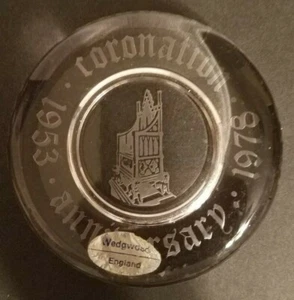 · coronation ·
1953 · anniversary · 1978
Wedgwood
England